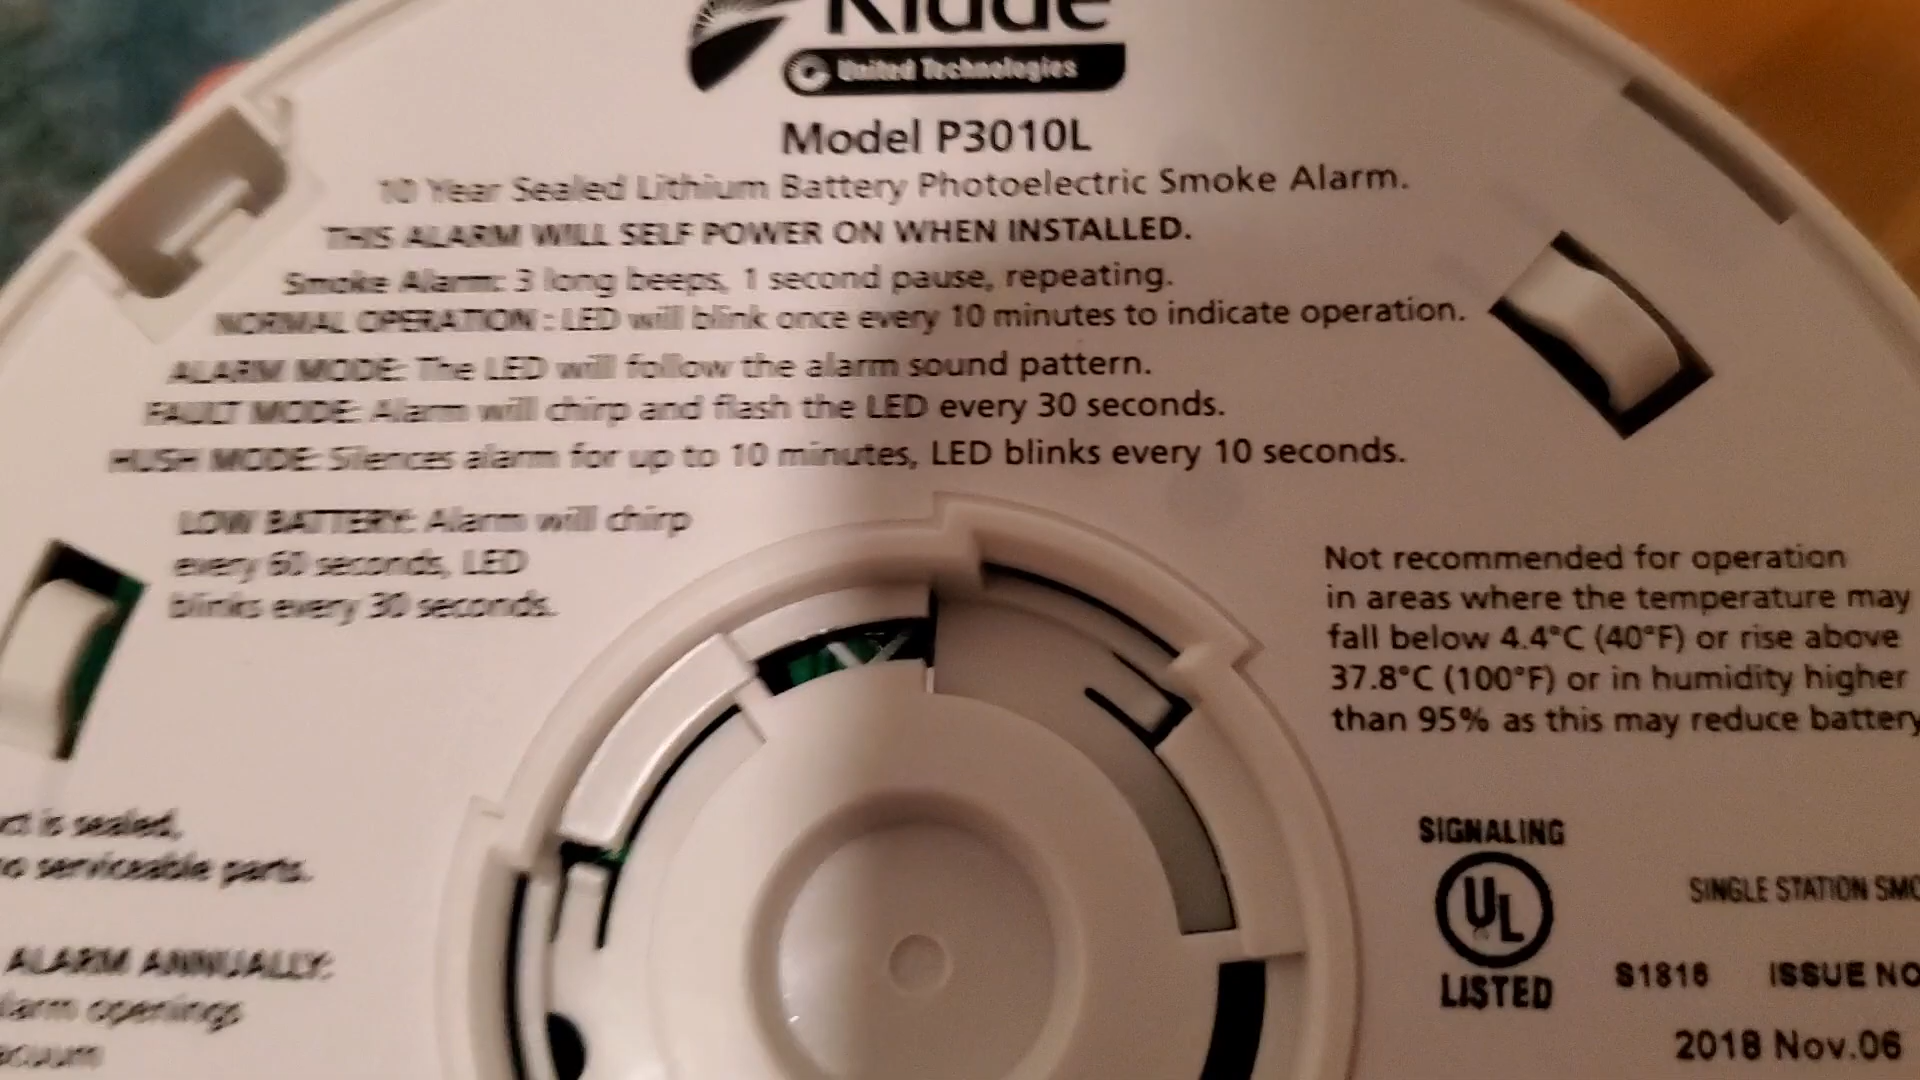 Kidde
United Technologies
Model P3010L
10 Year Sealed Lithium Battery Photoelectric Smoke Alarm.
THIS ALARM WILL SELF POWER ON WHEN INSTALLED.
Smoke Alarm: 3 long beeps, 1 second pause, repeating.
NORMAL OPERATION : LED will blink once every 10 minutes to indicate operation.
ALARM MODE: The LED will follow the alarm sound pattern.
FAULT MODE: Alarm will chirp and flash the LED every 30 seconds.
HUSH MODE: Silences alarm for up to 10 minutes, LED blinks every 10 seconds.
LOW BATTERY: Alarm will chirp
every 60 seconds, LED
blinks every 30 seconds.
Not recommended for operation
in areas where the temperature may
fall below 4.4°C (40°F) or rise above
37.8°C (100°F) or in humidity higher
than 95% as this may reduce battery
is sealed,
serviceable parts.
ALARM ANNUALLY:
openings
SIGNALING
UL
LISTED
SINGLE STATION
S1816 ISSUE NO
2018 Nov.06